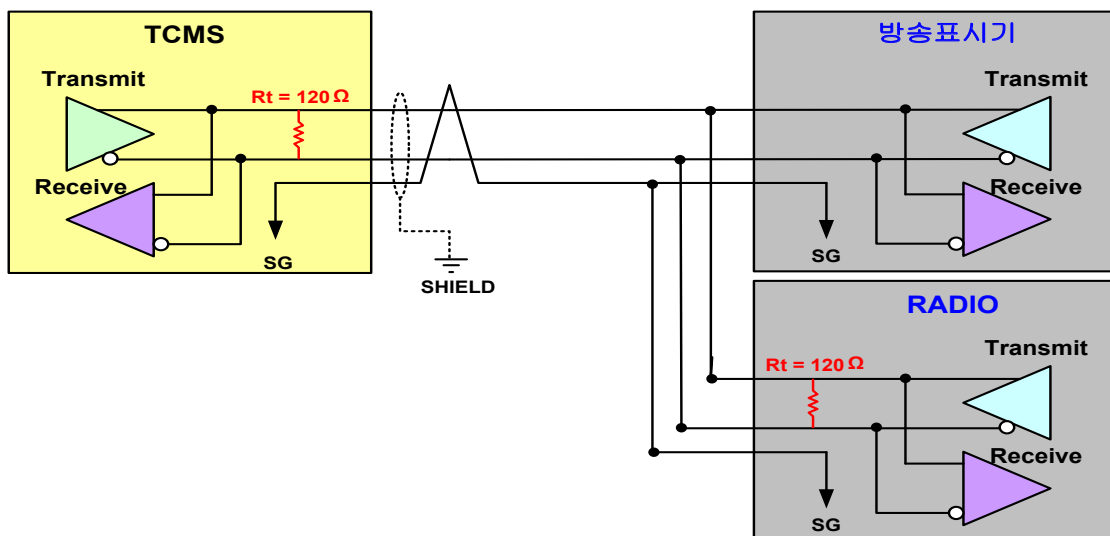 TCMS
Transmit
Rt = 120 Ω
Receive
SG
SHIELD
방송표시기
Transmit
Receive
SG
RADIO
Transmit
Rt = 120 Ω
Receive
SG